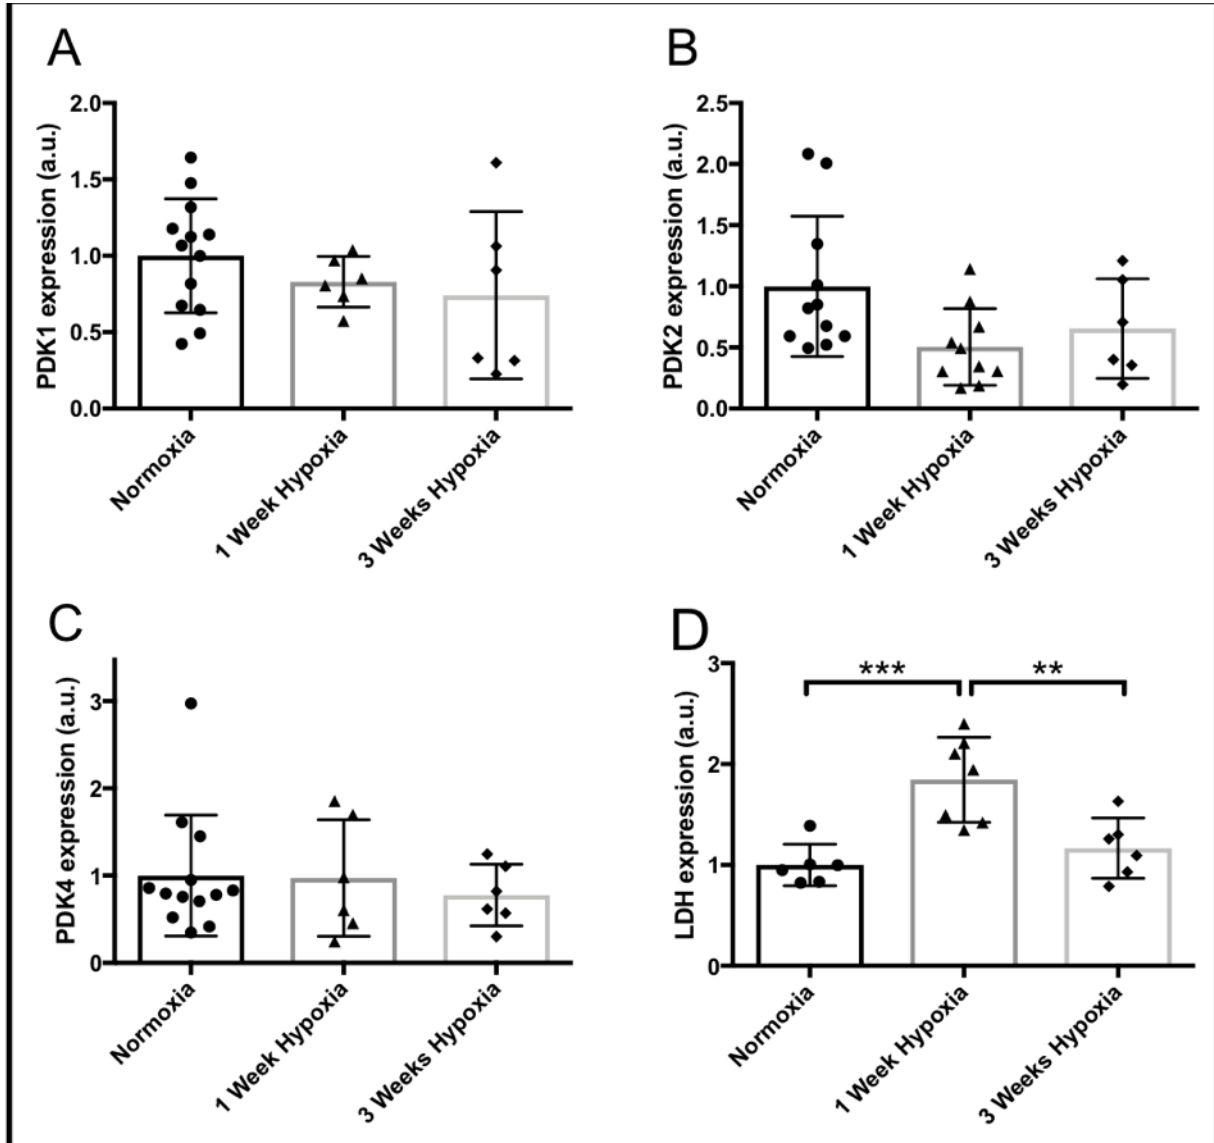 A
PDK1 expression (a.u.)
2.0
1.5
1.0
0.5
0.0
Normoxia
1 Week Hypoxia
3 Weeks Hypoxia
B
PDK2 expression (a.u.)
2.5
2.0
1.5
1.0
0.5
0.0
Normoxia
1 Week Hypoxia
3 Weeks Hypoxia
C
PDK4 expression (a.u.)
3
2
1
0
Normoxia
1 Week Hypoxia
3 Weeks Hypoxia
D
LDH expression (a.u.)
3
2
1
0
*** **
Normoxia
1 Week Hypoxia
3 Weeks Hypoxia